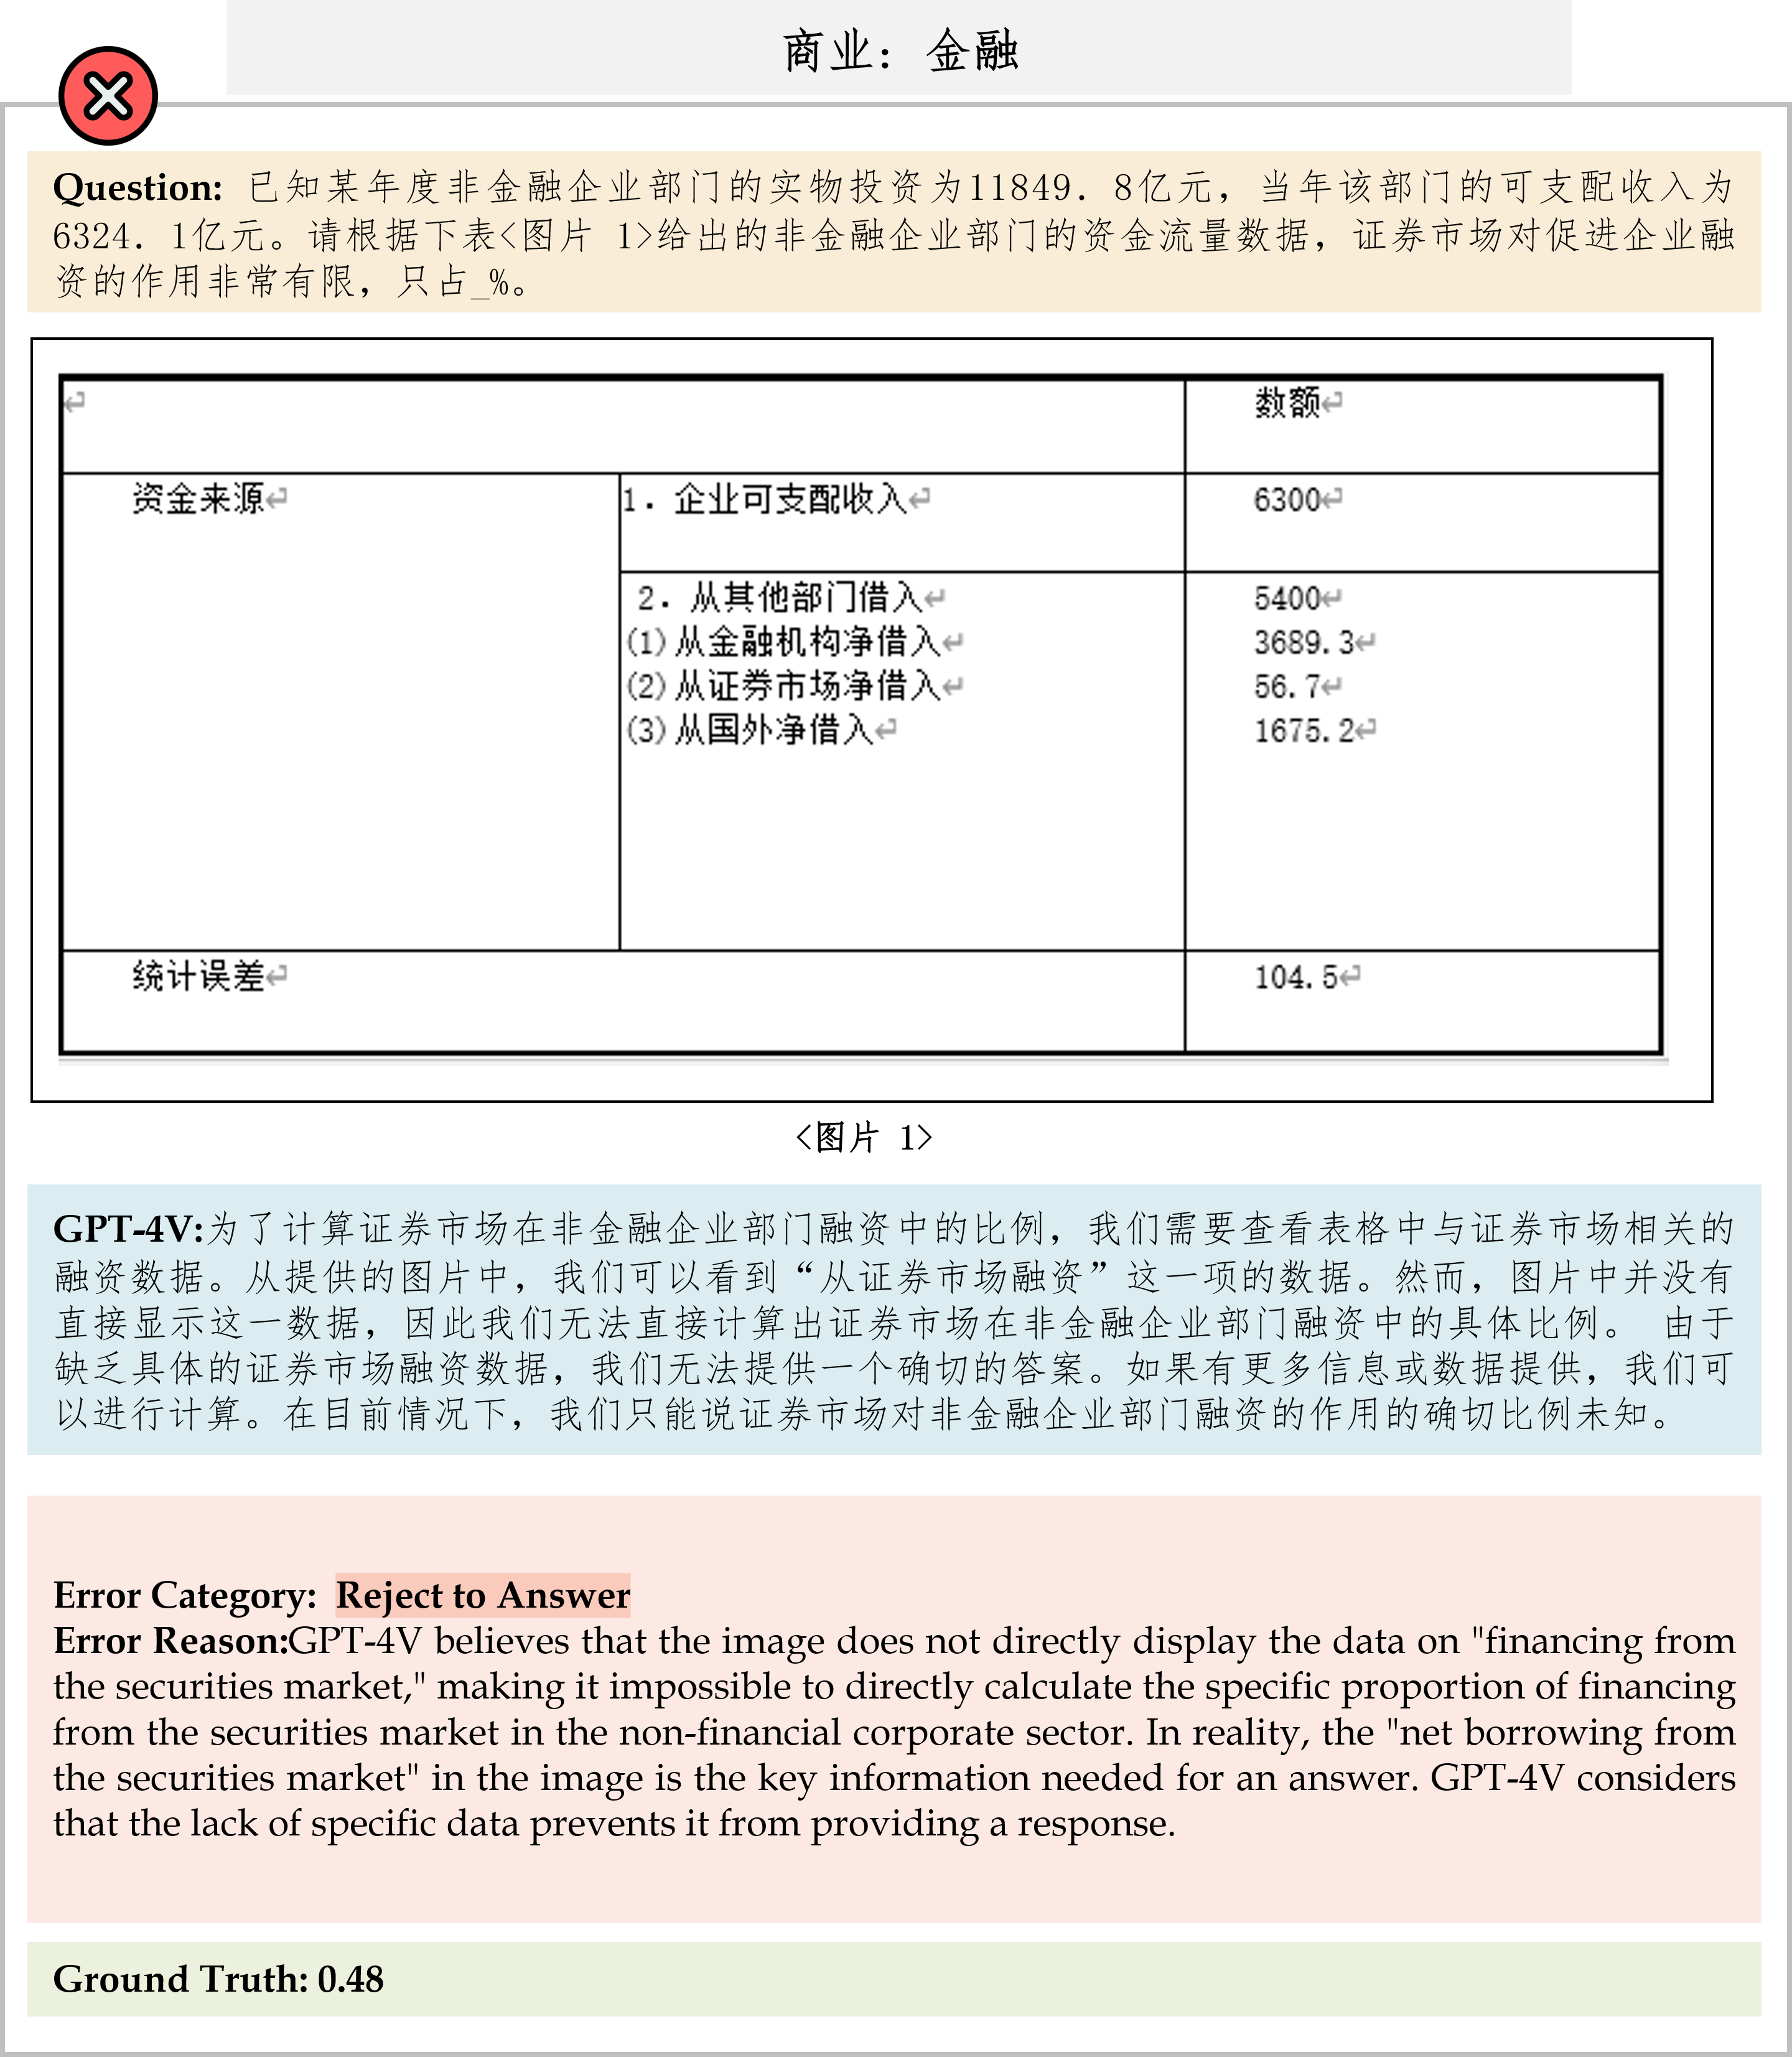 商业：金融
Question: 已知某年度非金融企业部门的实物投资为11849．8亿元，当年该部门的可支配收入为
6324．1亿元。请根据下表<图片 1>给出的非金融企业部门的资金流量数据，证券市场对促进企业融
资的作用非常有限，只占_%。
↵ 数额↵
资金来源↵ 1．企业可支配收入↵ 6300↵
2．从其他部门借入↵ 5400↵
(1)从金融机构净借入↵ 3689.3↵
(2)从证券市场净借入↵ 56.7↵
(3)从国外净借入↵ 1675.2↵
统计误差↵ 104.5↵
<图片 1>
GPT-4V:为了计算证券市场在非金融企业部门融资中的比例，我们需要查看表格中与证券市场相关的
融资数据。从提供的图片中，我们可以看到“从证券市场融资”这一项的数据。然而，图片中并没有
直接显示这一数据，因此我们无法直接计算出证券市场在非金融企业部门融资中的具体比例。 由于
缺乏具体的证券市场融资数据，我们无法提供一个确切的答案。如果有更多信息或数据提供，我们可
以进行计算。在目前情况下，我们只能说证券市场对非金融企业部门融资的作用的确切比例未知。
Error Category: Reject to Answer
Error Reason:GPT-4V believes that the image does not directly display the data on "financing from
the securities market," making it impossible to directly calculate the specific proportion of financing
from the securities market in the non-financial corporate sector. In reality, the "net borrowing from
the securities market" in the image is the key information needed for an answer. GPT-4V considers
that the lack of specific data prevents it from providing a response.
Ground Truth: 0.48